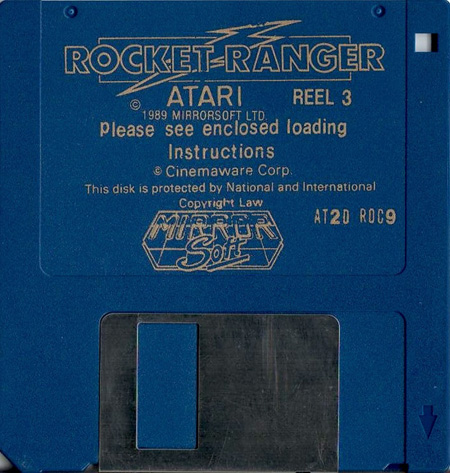 ROCKET RANGER
ATARI REEL 3
© 1989 MIRRORSOFT LTD.
Please see enclosed loading
Instructions
© Cinemaware Corp.
This disk is protected by National and International
Copyright Law
AT2D ROC9
MIRROR
Soft